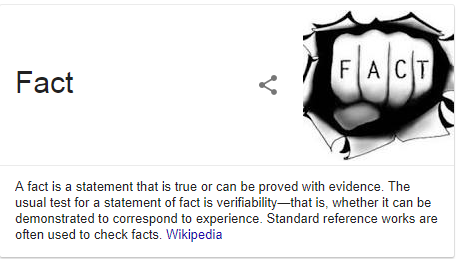 Fact
FACT
A fact is a statement that is true or can be proved with evidence. The
usual test for a statement of fact is verifiability—that is, whether it can be
demonstrated to correspond to experience. Standard reference works are
often used to check facts. Wikipedia